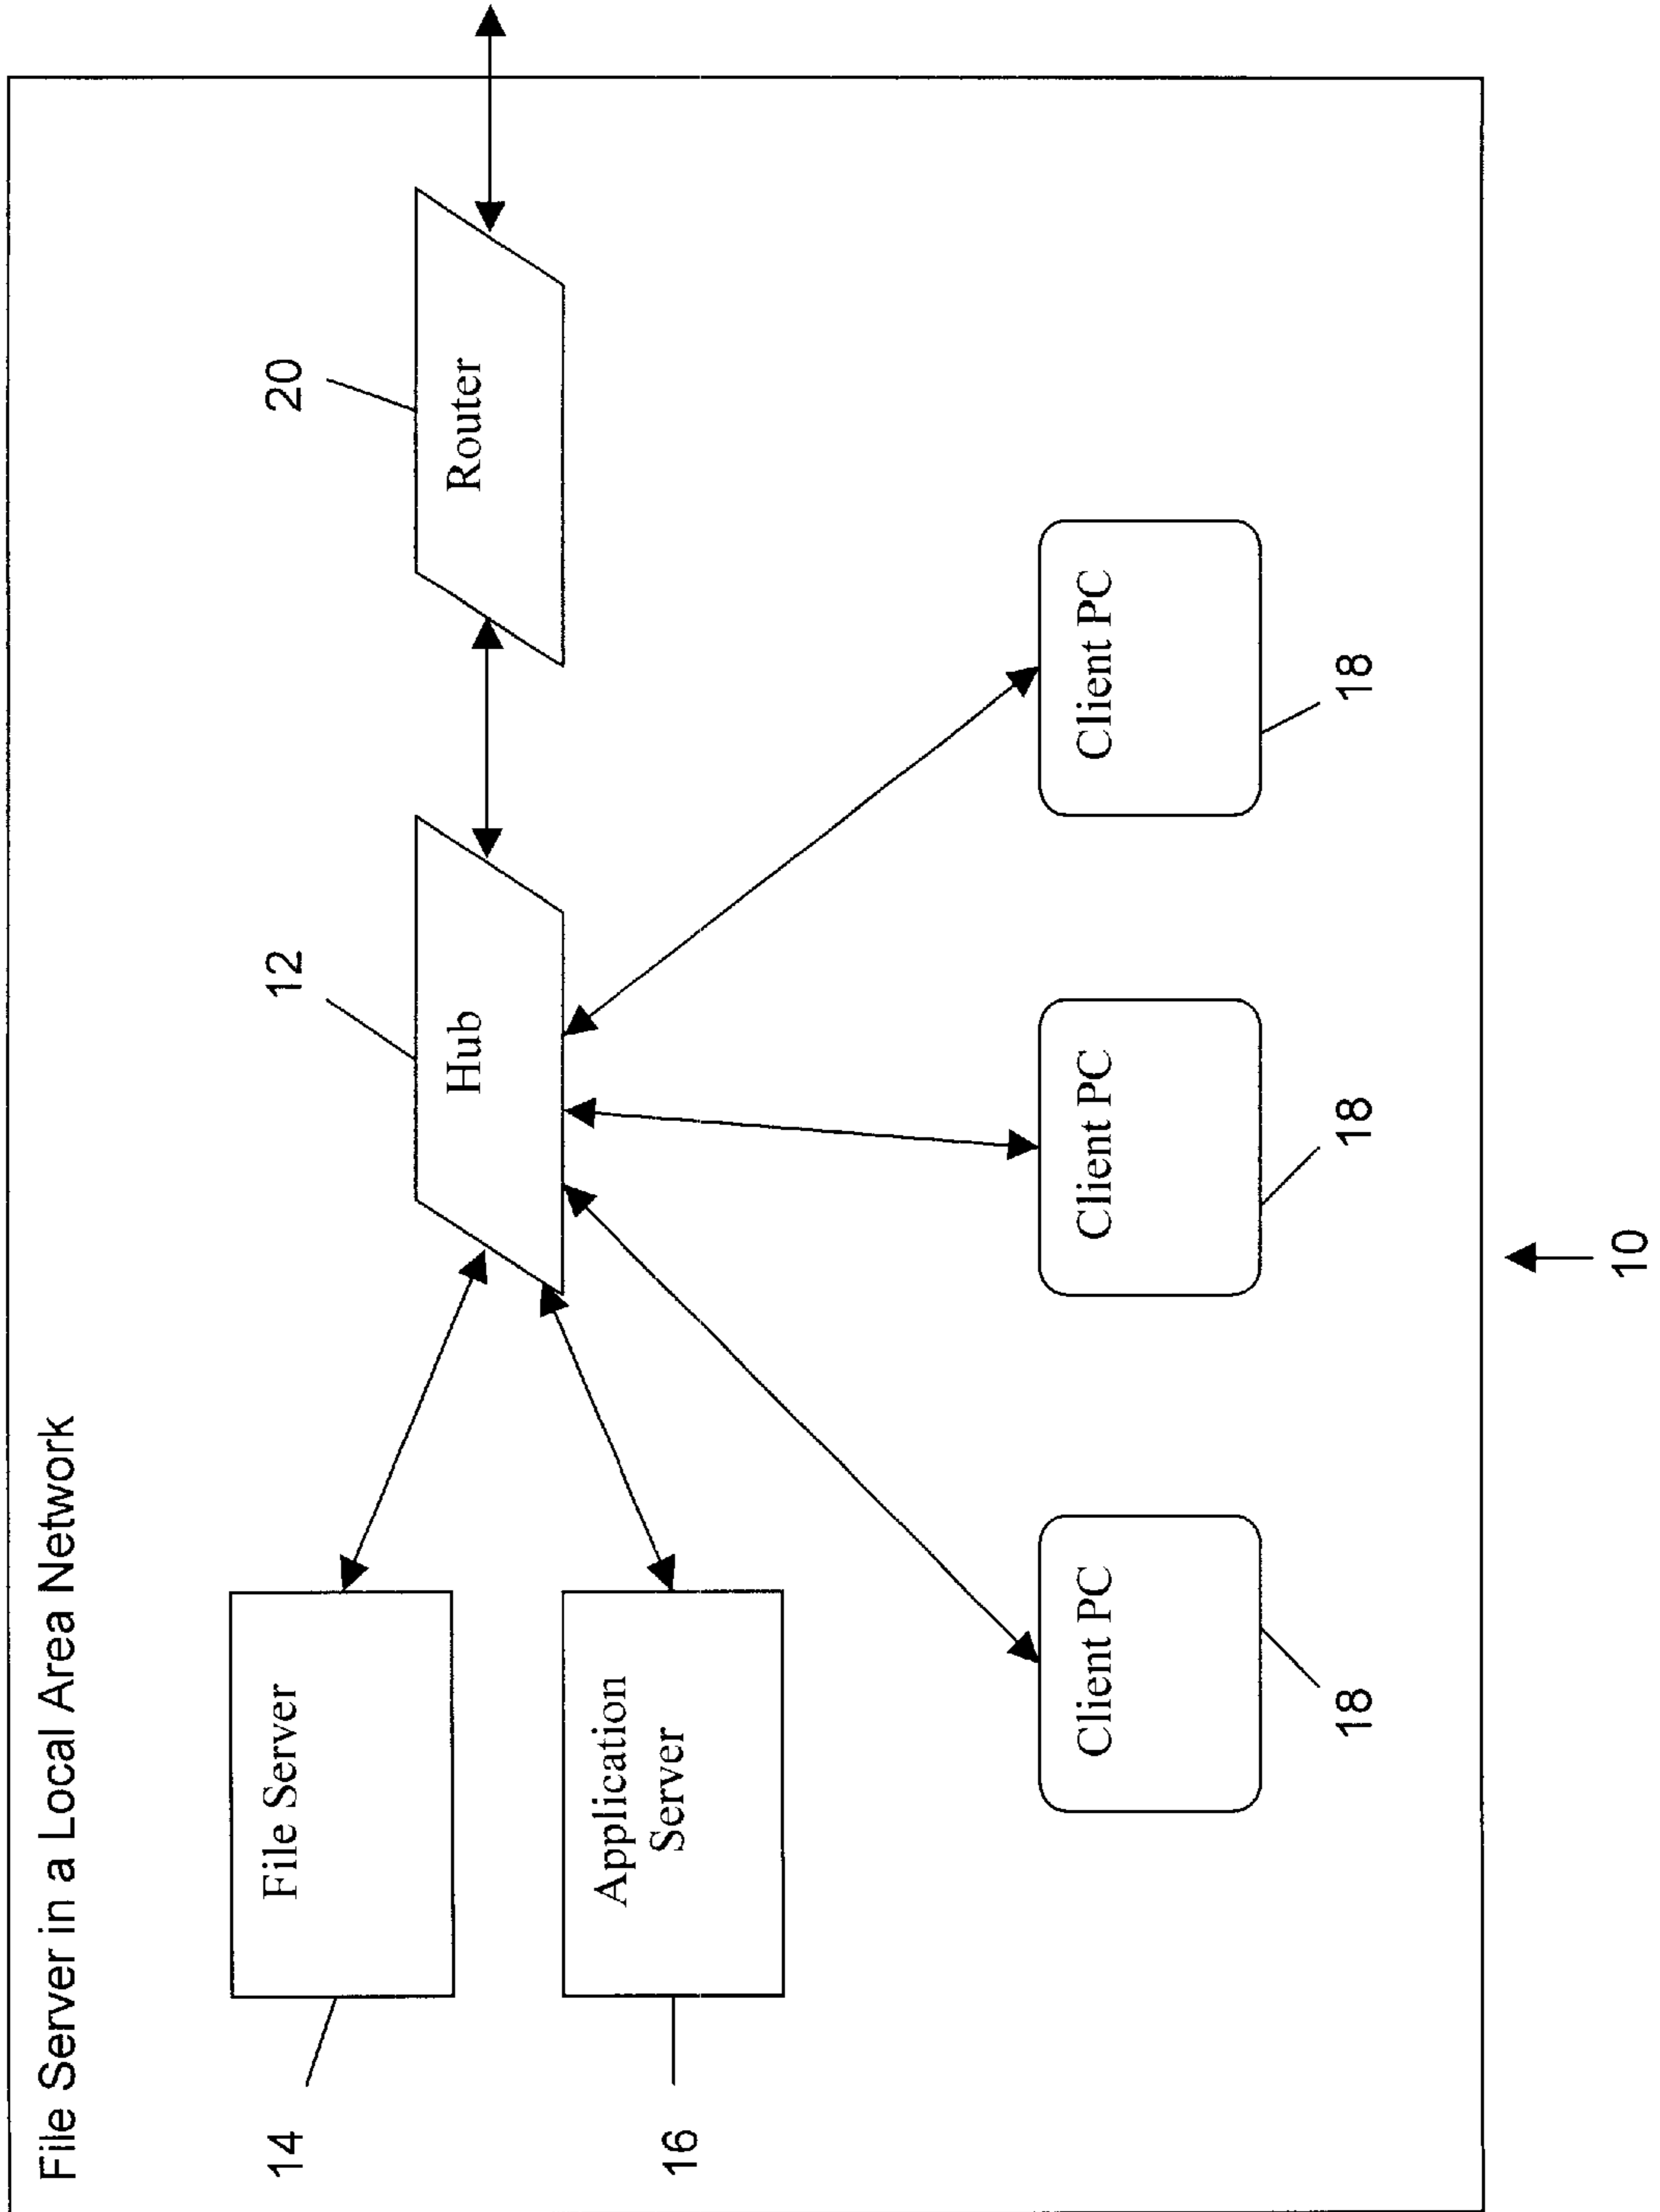 File Server in a Local Area Network
14
File Server
12
Hub
20
Router
16
Application
Server
Client PC
Client PC
Client PC
18
18
18
10